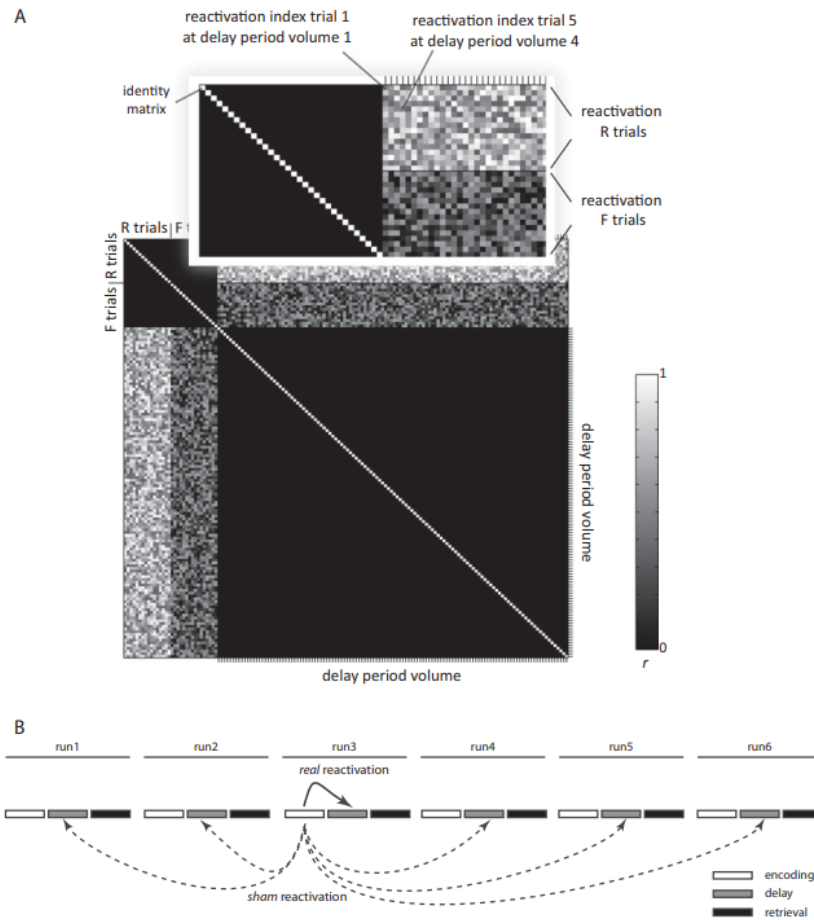 A
reactivation index trial 1
at delay period volume 1
reactivation index trial 5
at delay period volume 4
identity
matrix
reactivation
R trials
reactivation
F trials
R trials F t
R trials
F trials
1
delay period volume
0
r
delay period volume
B
run1 run2 run3 run4 run5 run6
real reactivation
sham reactivation
encoding
delay
retrieval